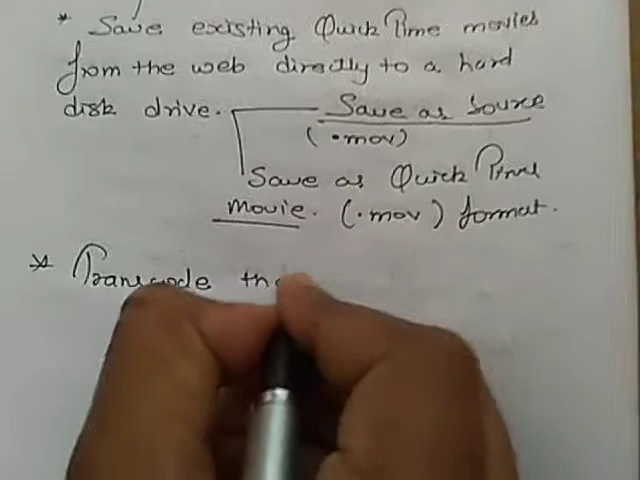 * Save existing QuickTime movies
from the web directly to a hard
disk drive. Save as Source
(.mov)
Save as QuickTime
Movie. (.mov) format.
* Transcode